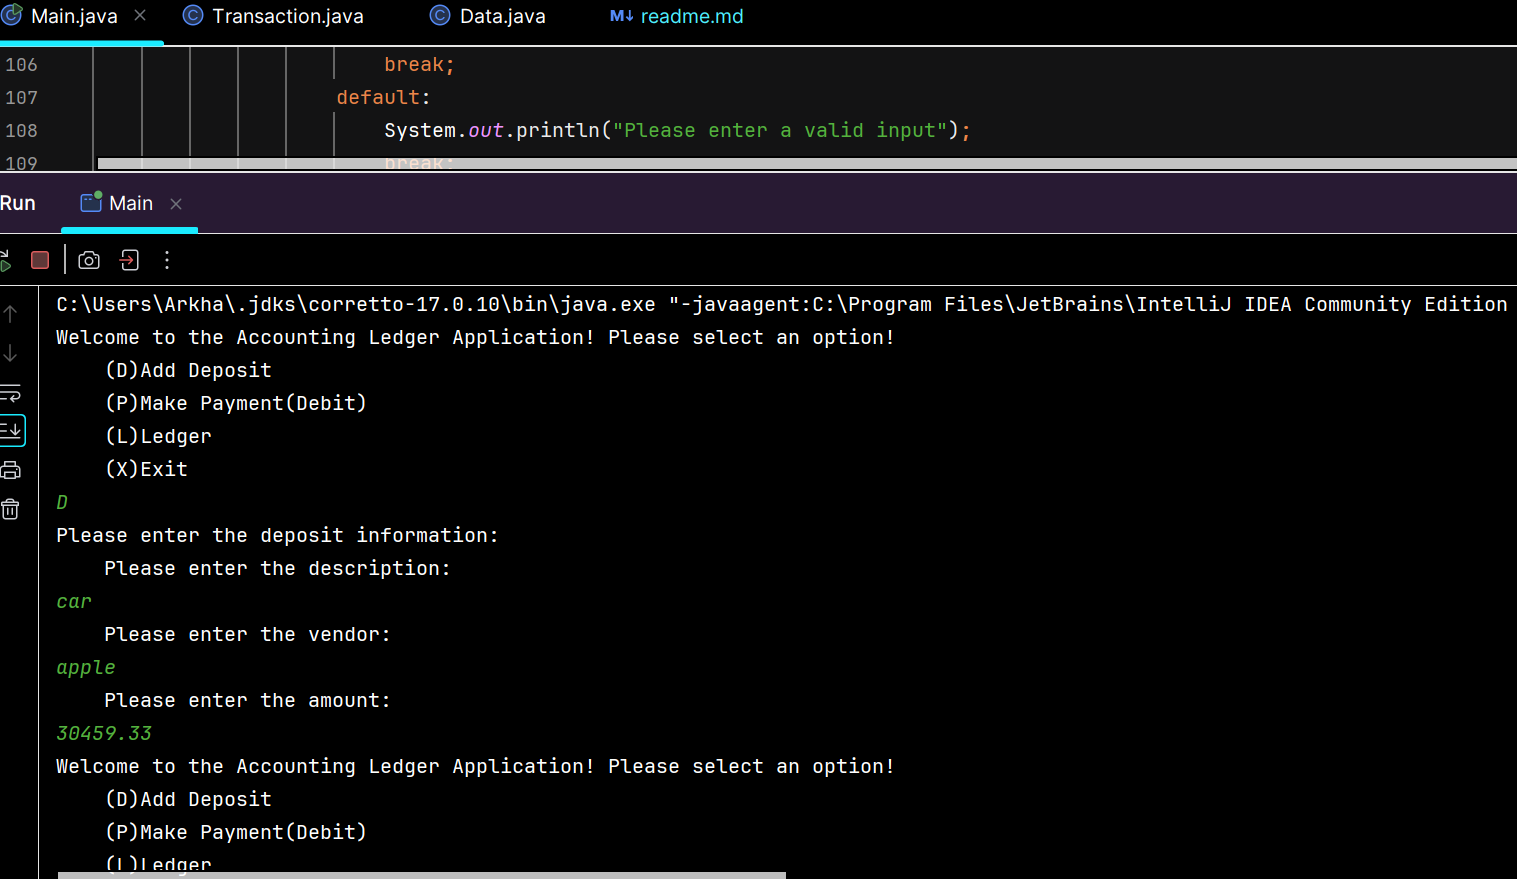 Main.java
Transaction.java
Data.java
M↓ readme.md
106 break;
107 default:
108 System.out.println("Please enter a valid input");
109 break;
Run Main
C:\Users\Arkha\.jdks\corretto-17.0.10\bin\java.exe "-javaagent:C:\Program Files\JetBrains\IntelliJ IDEA Community Edition
Welcome to the Accounting Ledger Application! Please select an option!
(D)Add Deposit
(P)Make Payment(Debit)
(L)Ledger
(X)Exit
D
Please enter the deposit information:
Please enter the description:
car
Please enter the vendor:
apple
Please enter the amount:
30459.33
Welcome to the Accounting Ledger Application! Please select an option!
(D)Add Deposit
(P)Make Payment(Debit)
(L)Ledger